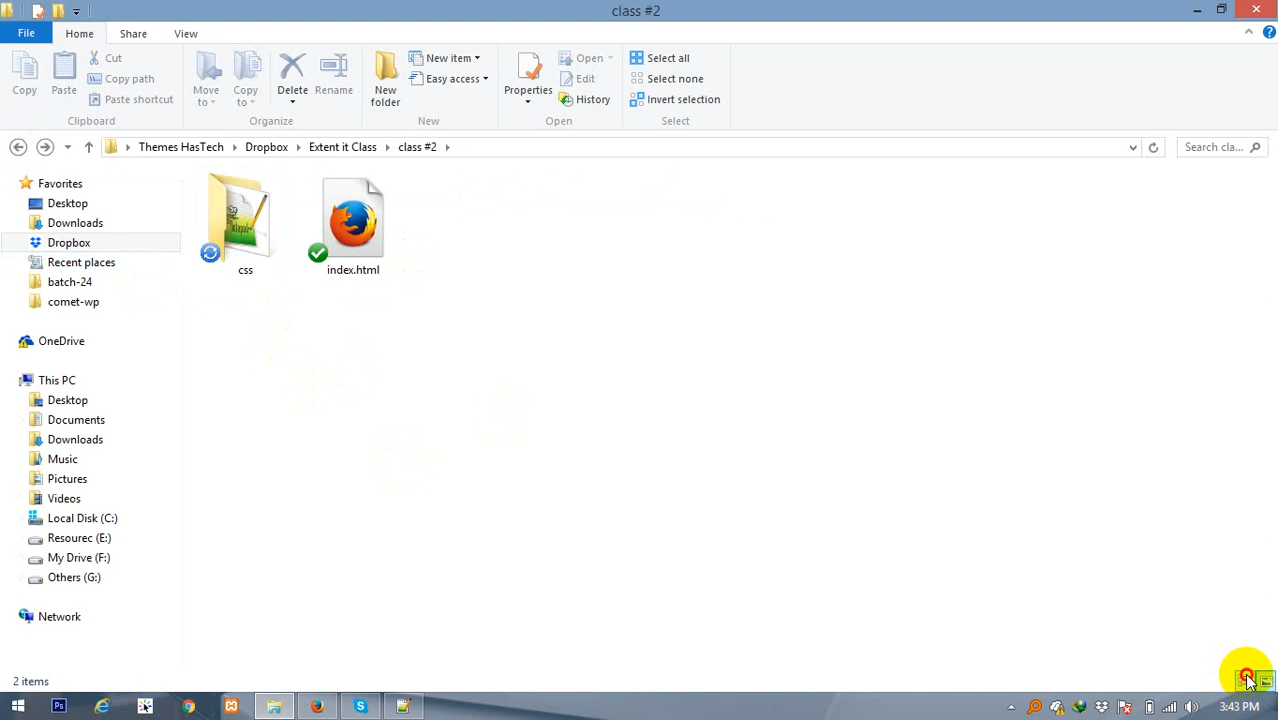 class #2
File Home Share View
Copy
Paste
Cut
Copy path
Paste shortcut
Clipboard
Move to
Copy to
Delete
Rename
Organize
New folder
New item
Easy access
New
Properties
Open
Edit
History
Open
Select all
Select none
Invert selection
Select
Themes HasTech Dropbox Extent it Class class #2
Search cla...
Favorites
Desktop
Downloads
Dropbox
Recent places
batch-24
comet-wp
OneDrive
This PC
Desktop
Documents
Downloads
Music
Pictures
Videos
Local Disk (C:)
Resourec (E:)
My Drive (F:)
Others (G:)
Network
css
index.html
2 items
3:43 PM